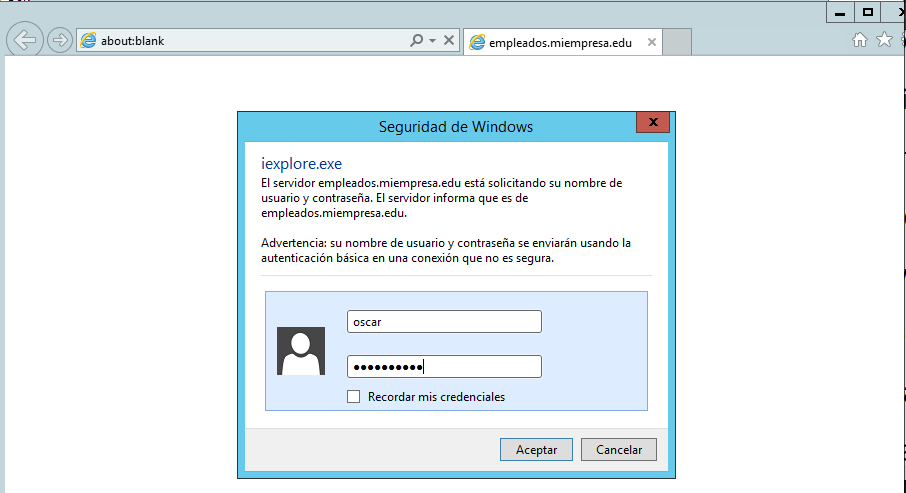 about:blank
empleados.miempresa.edu
Seguridad de Windows
iexplore.exe
El servidor empleados.miempresa.edu está solicitando su nombre de
usuario y contraseña. El servidor informa que es de
empleados.miempresa.edu.
Advertencia: su nombre de usuario y contraseña se enviarán usando la
autenticación básica en una conexión que no es segura.
oscar
••••••••••
Recordar mis credenciales
Aceptar
Cancelar